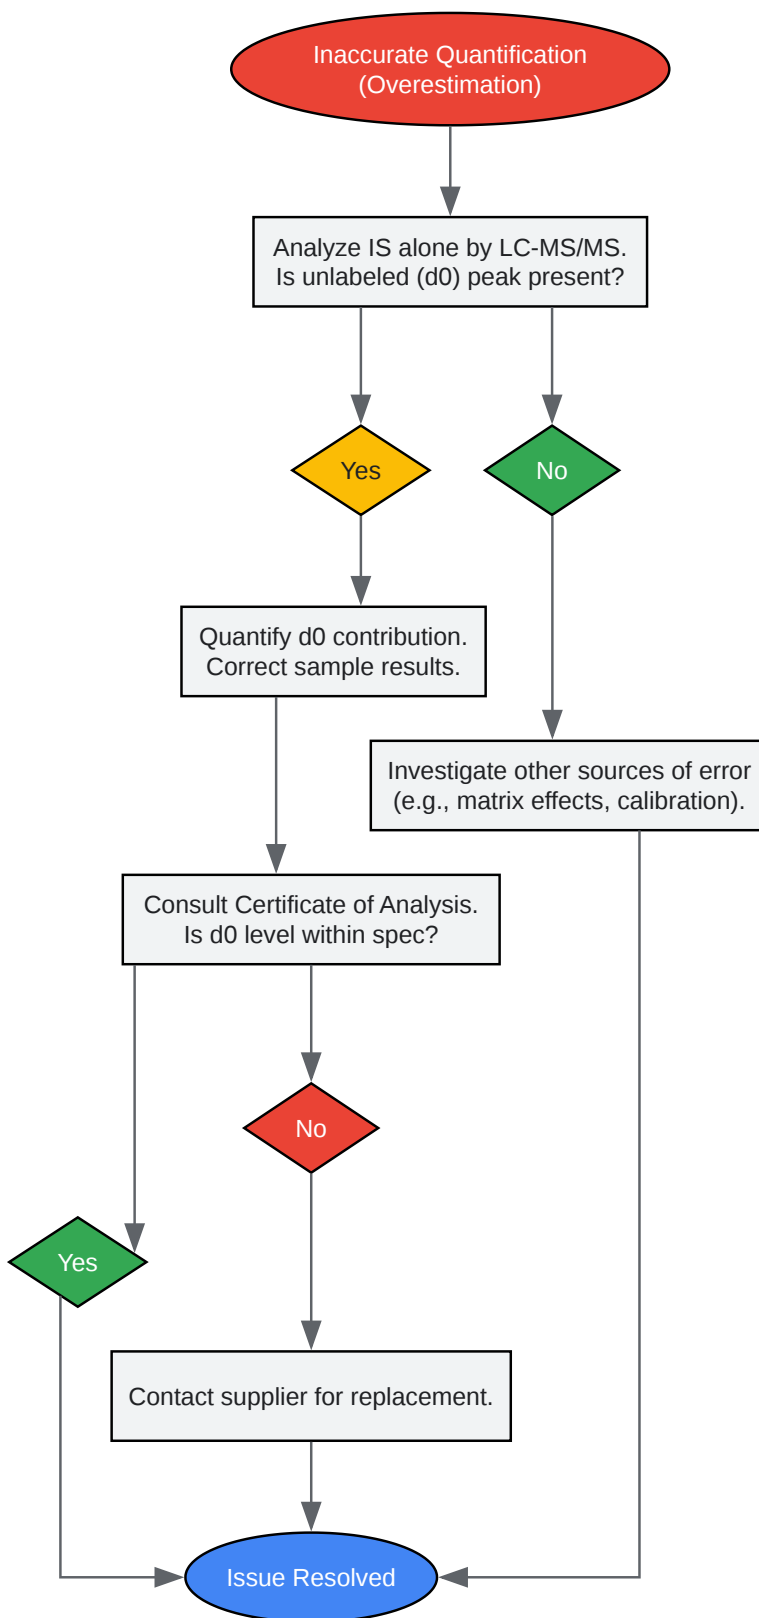 Inaccurate Quantification
(Overestimation)
Analyze IS alone by LC-MS/MS.
Is unlabeled (d0) peak present?
Yes
No
Quantify d0 contribution.
Correct sample results.
Investigate other sources of error
(e.g., matrix effects, calibration).
Consult Certificate of Analysis.
Is d0 level within spec?
No
Yes
Contact supplier for replacement.
Issue Resolved